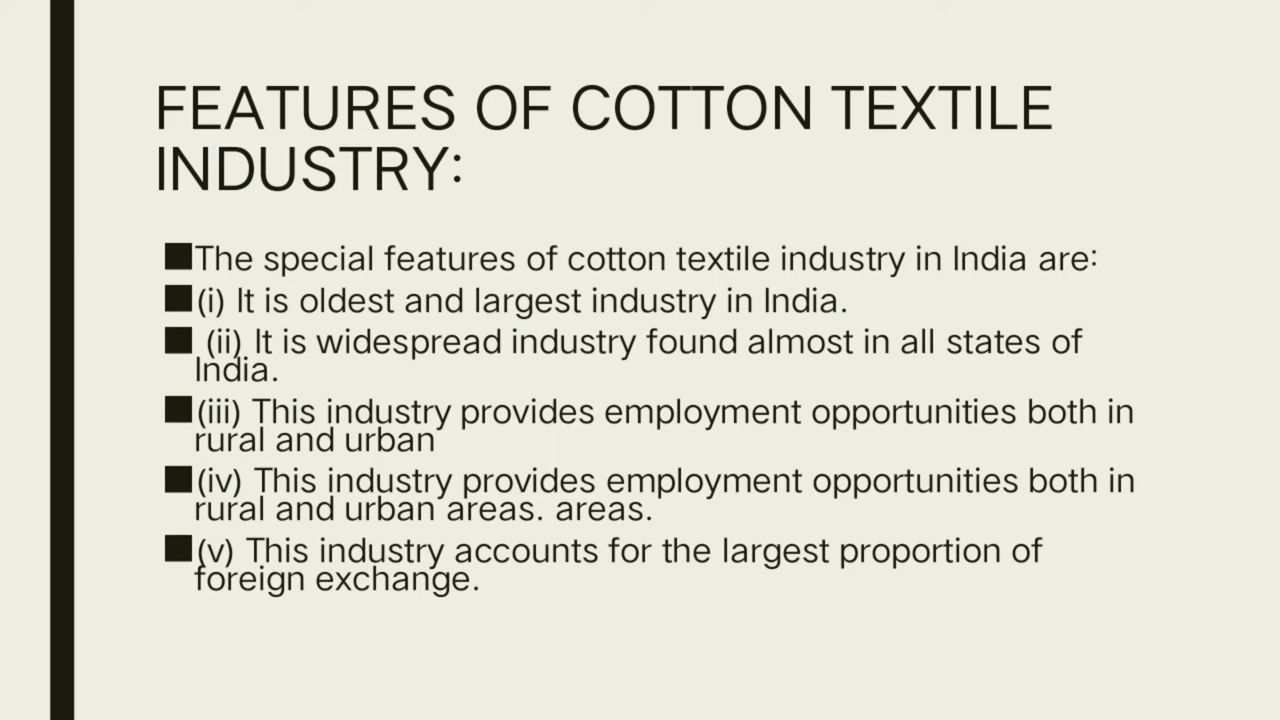 FEATURES OF COTTON TEXTILE
INDUSTRY:
■The special features of cotton textile industry in India are:
■(i) It is oldest and largest industry in India.
■ (ii) It is widespread industry found almost in all states of
India.
■(iii) This industry provides employment opportunities both in
rural and urban
■(iv) This industry provides employment opportunities both in
rural and urban areas. areas.
■(v) This industry accounts for the largest proportion of
foreign exchange.